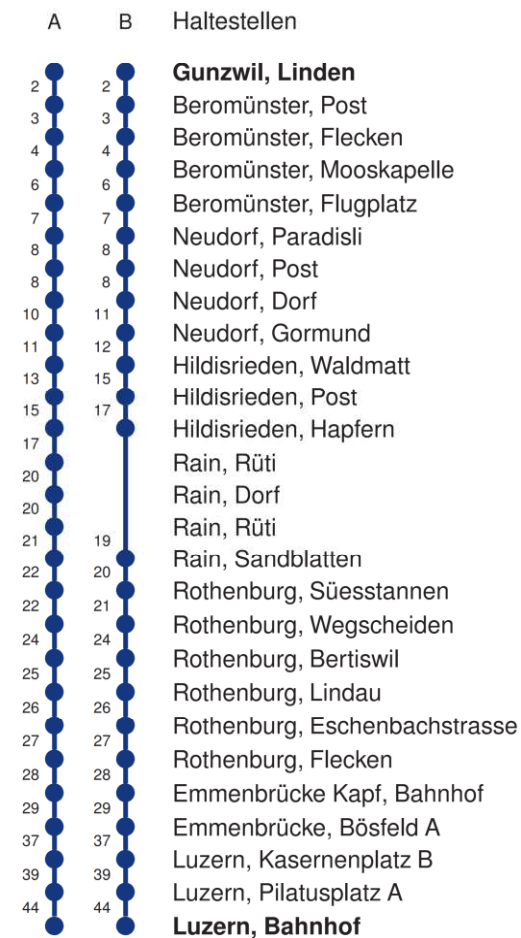 A B Haltestellen
Gunzwil, Linden
2 2
Beromünster, Post
3 3
Beromünster, Flecken
4 4
Beromünster, Mooskapelle
6 6
Beromünster, Flugplatz
7 7
Neudorf, Paradisli
8 8
Neudorf, Post
8 8
Neudorf, Dorf
10 11
Neudorf, Gormund
11 12
Hildisrieden, Waldmatt
13 15
Hildisrieden, Post
15 17
Hildisrieden, Hapfern
17
Rain, Rüti
20
Rain, Dorf
20
Rain, Rüti
21 19
Rain, Sandblatten
22 20
Rothenburg, Süesstannen
22 21
Rothenburg, Wegscheiden
24 24
Rothenburg, Bertiswil
25 25
Rothenburg, Lindau
26 26
Rothenburg, Eschenbachstrasse
27 27
Rothenburg, Flecken
28 28
Emmenbrücke Kapf, Bahnhof
29 29
Emmenbrücke, Bösfeld A
37 37
Luzern, Kasernenplatz B
39 39
Luzern, Pilatusplatz A
44 44
Luzern, Bahnhof